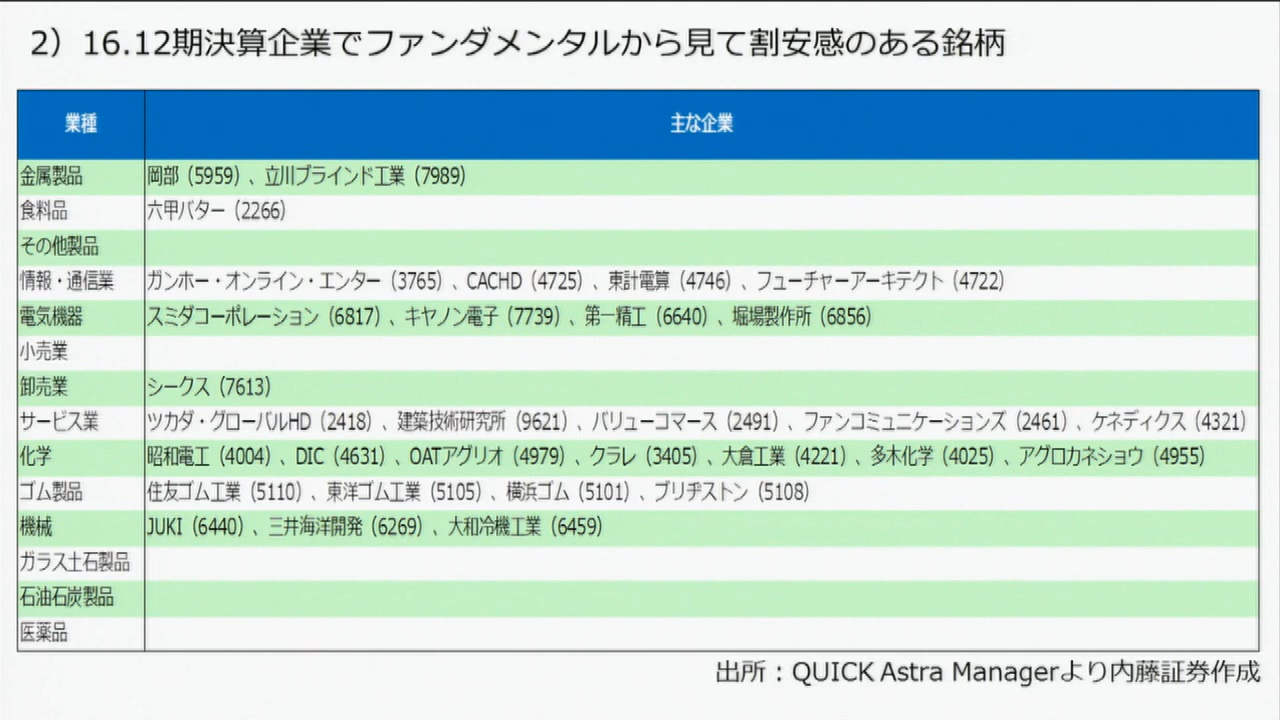 2）16.12期決算企業でファンダメンタルから見て割安感のある銘柄
業種 主な企業
金属製品 岡部（5959）、立川ブラインド工業（7989）
食料品 六甲バター（2266）
その他製品
情報・通信業 ガンホー・オンライン・エンター（3765）、CACHD（4725）、東計電算（4746）、フューチャーアーキテクト（4722）
電気機器 スミダコーポレーション（6817）、キヤノン電子（7739）、第一精工（6640）、堀場製作所（6856）
小売業
卸売業 シークス（7613）
サービス業 ツカダ・グローバルHD（2418）、建築技術研究所（9621）、バリューコマース（2491）、ファンコミュニケーションズ（2461）、ケネディクス（4321）
化学 昭和電工（4004）、DIC（4631）、OATアグリオ（4979）、クラレ（3405）、大倉工業（4221）、多木化学（4025）、アグロカネショウ（4955）
ゴム製品 住友ゴム工業（5110）、東洋ゴム工業（5105）、横浜ゴム（5101）、ブリヂストン（5108）
機械 JUKI（6440）、三井海洋開発（6269）、大和冷機工業（6459）
ガラス土石製品
石油石炭製品
医薬品
出所：QUICK Astra Managerより内藤証券作成